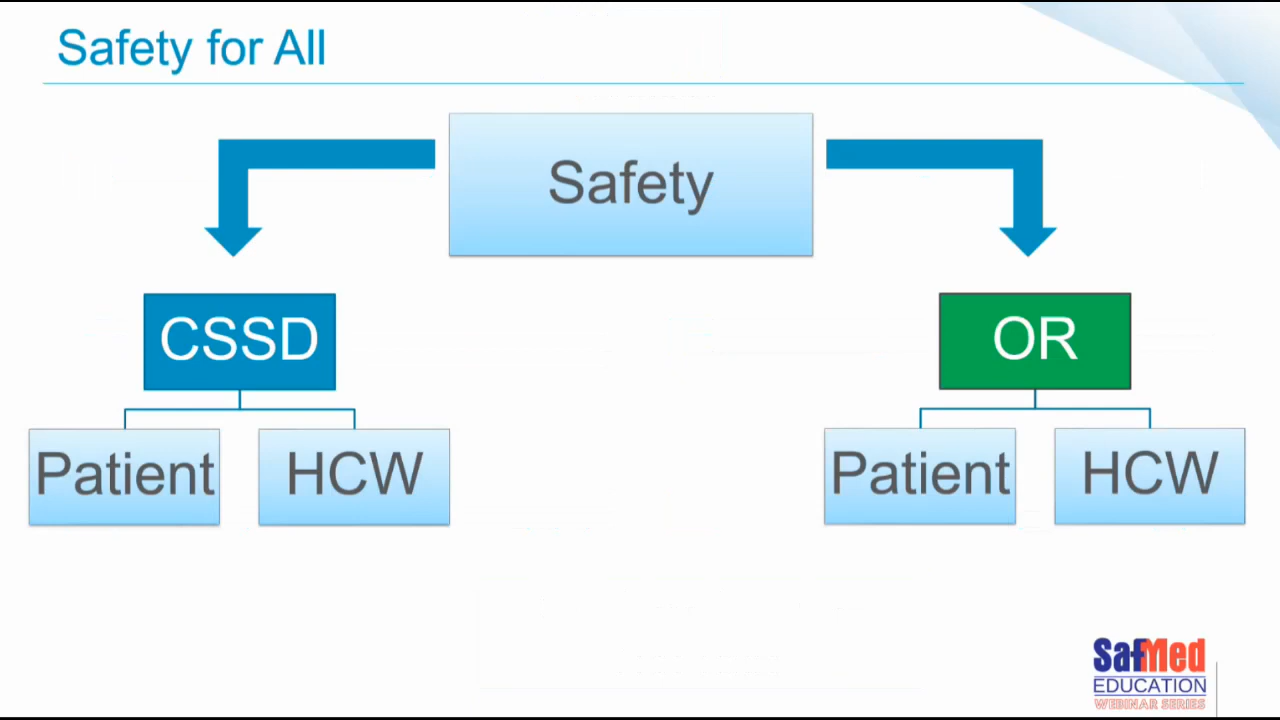 Safety for All
Safety
CSSD
OR
Patient
HCW
Patient
HCW
SafMed
EDUCATION
WEBINAR SERIES